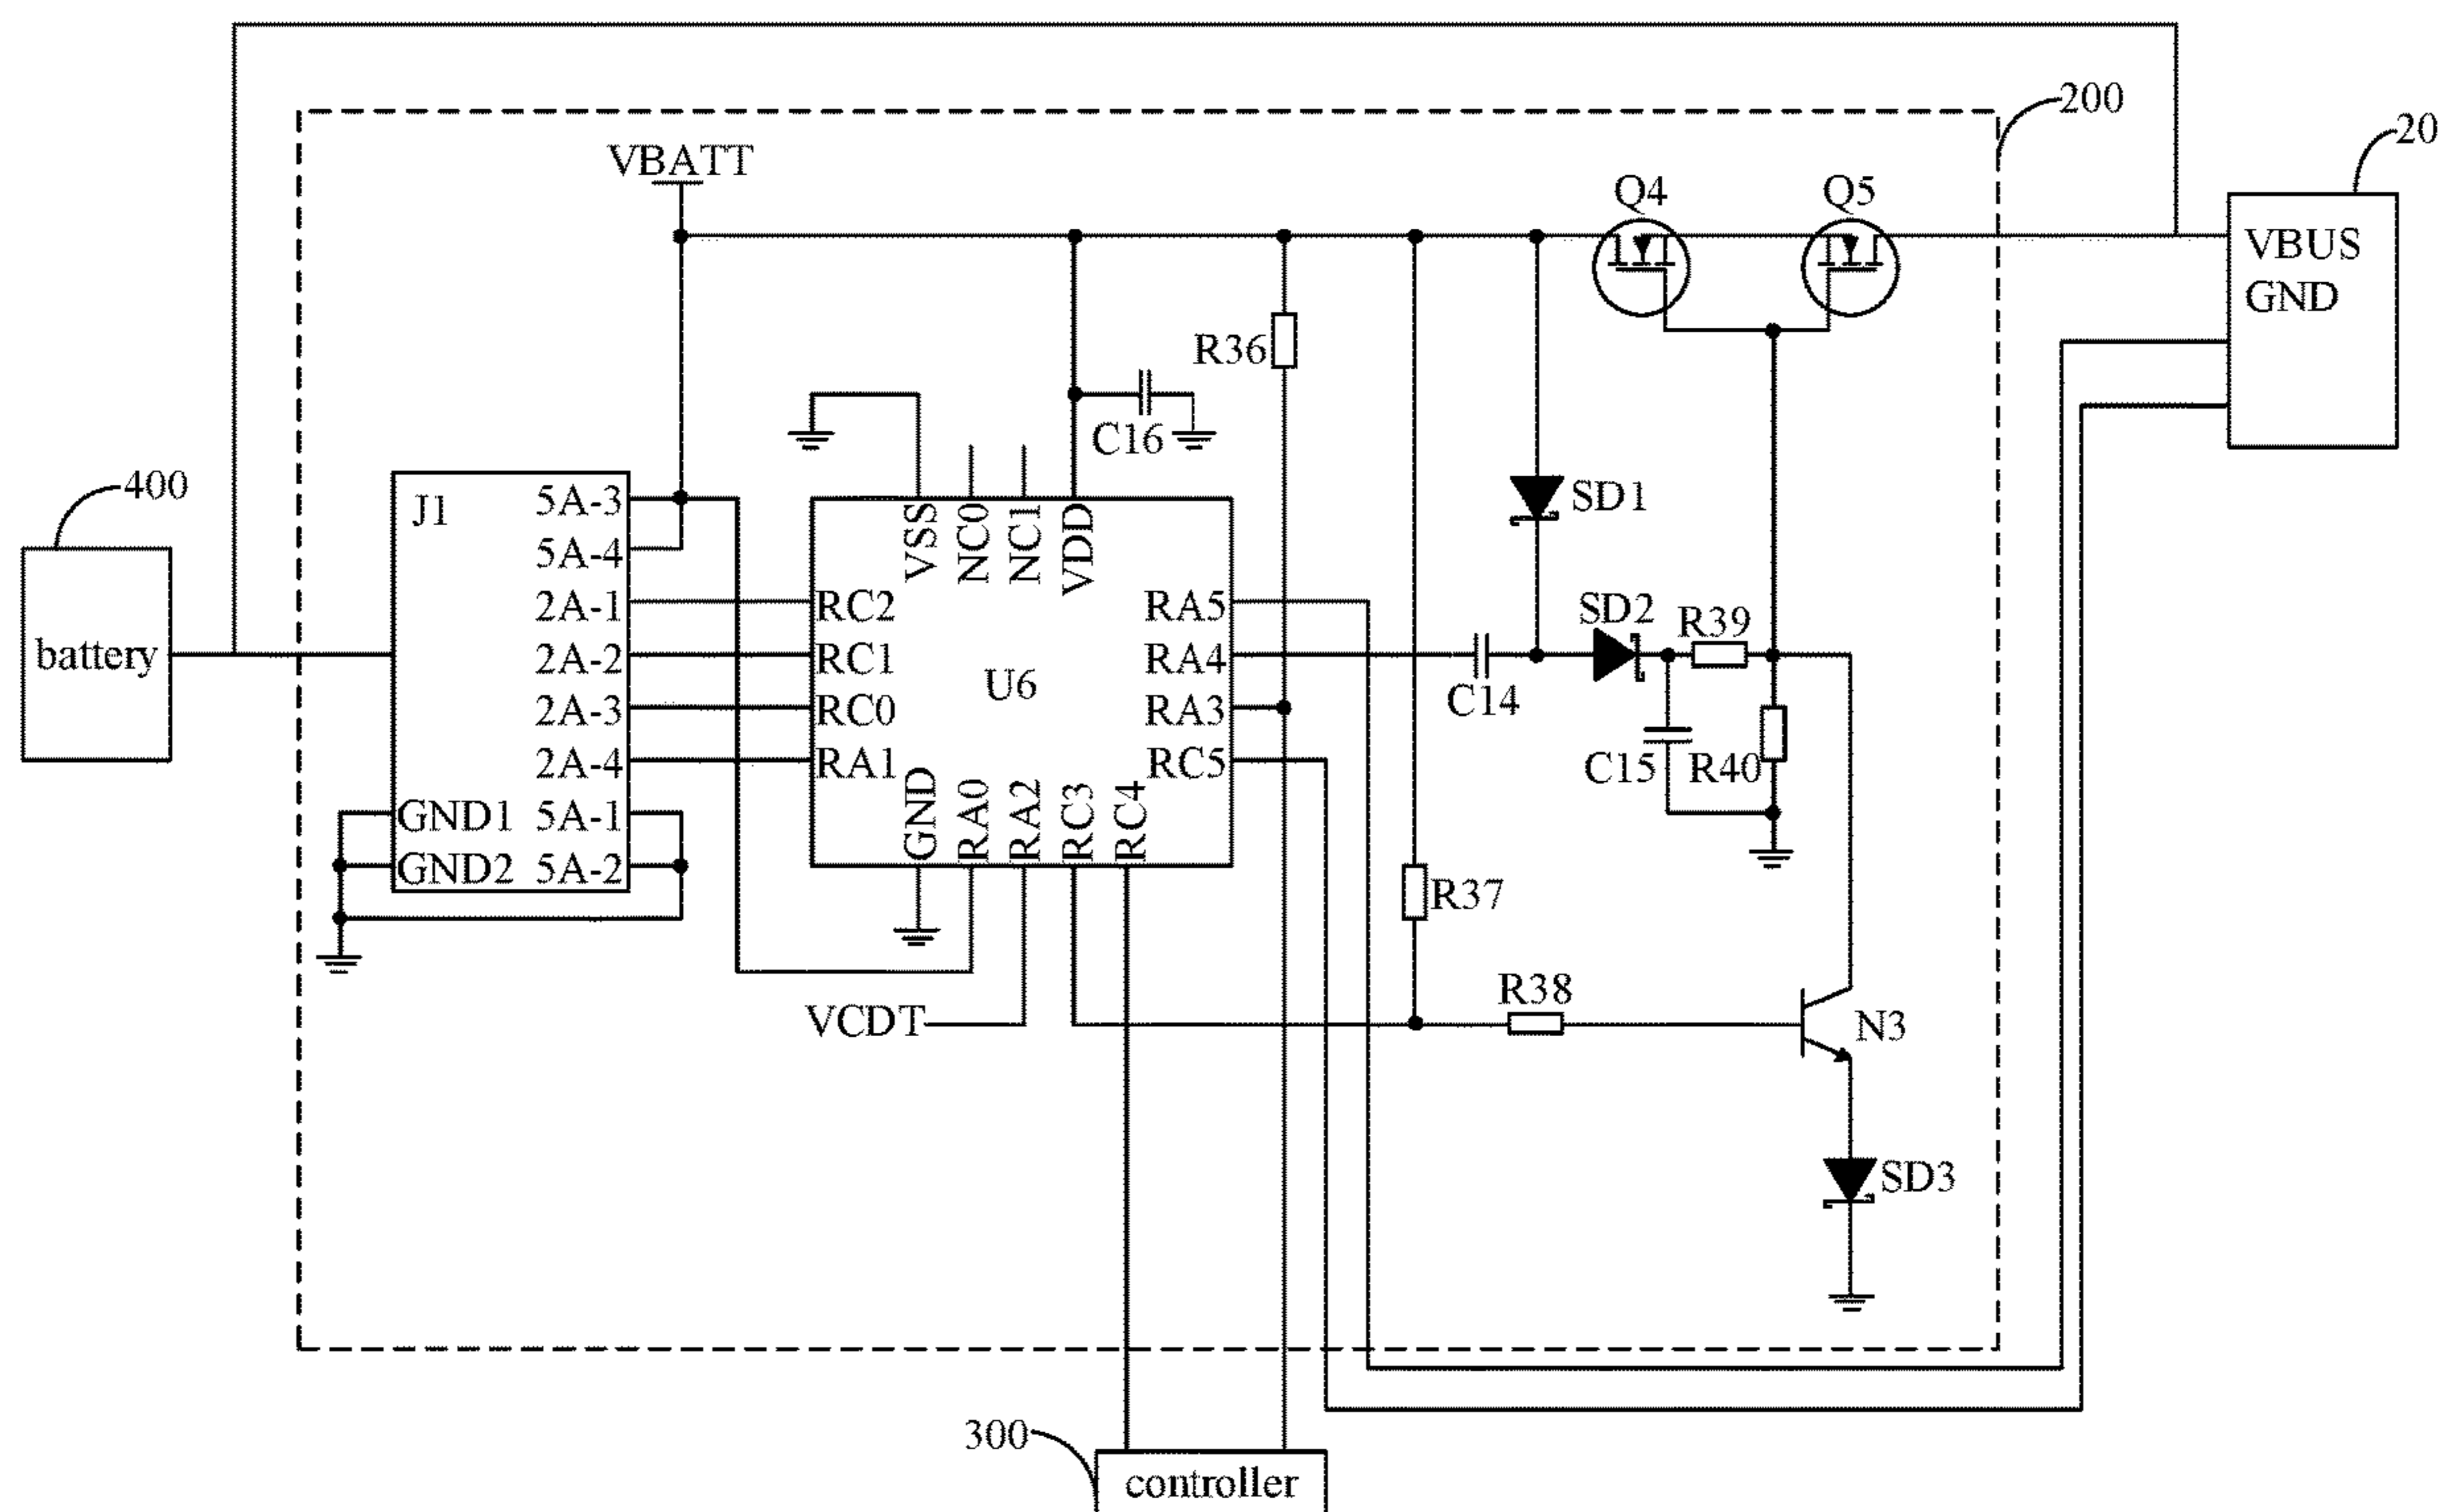 200
20
VBATT
Q4
Q5
VBUS
GND
R36
C16
400
battery
J1
5A-3
5A-4
2A-1
2A-2
2A-3
2A-4
GND1
5A-1
GND2
5A-2
VSS
NC0
NC1
VDD
RC2
RC1
RC0
RA1
U6
RA5
RA4
RA3
RC5
GND
RA0
RA2
RC3
RC4
SD1
SD2
R39
C14
C15
R40
R37
VCDT
R38
N3
SD3
300
controller